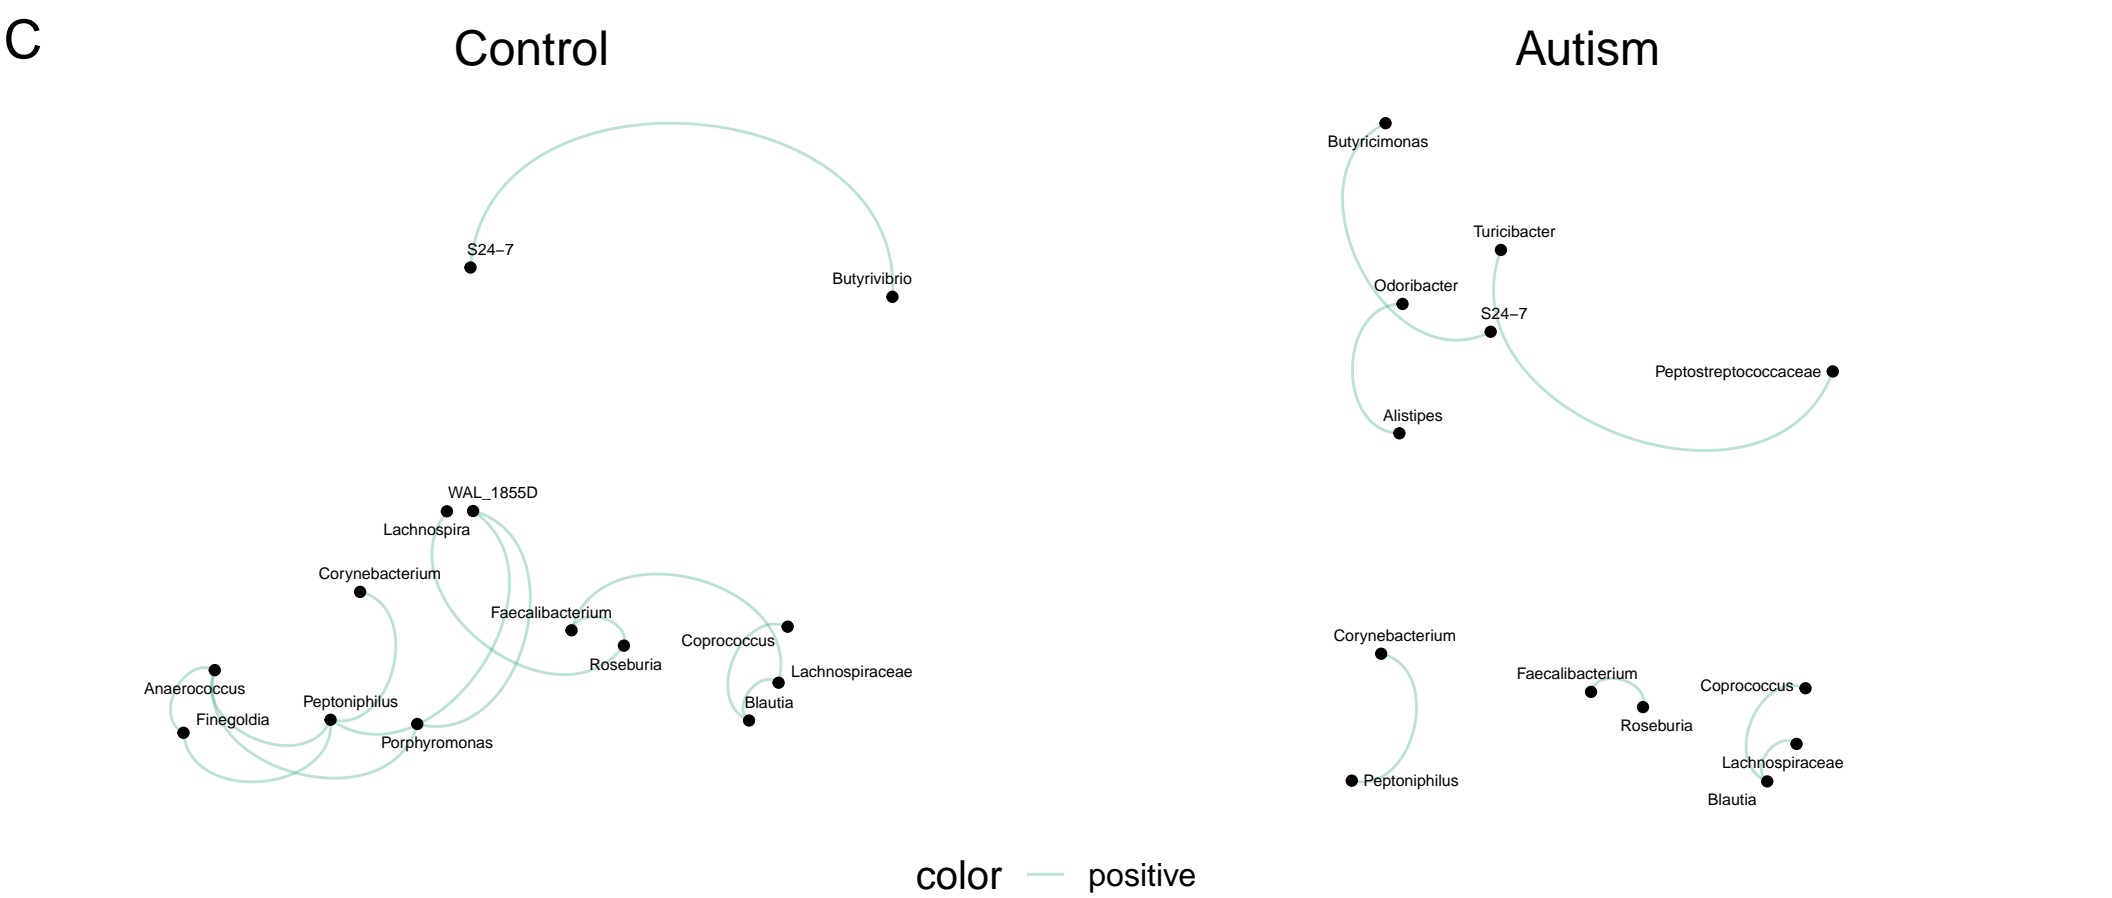 C
Control
Autism
S24–7
Butyrivibrio
WAL_1855D
Lachnospira
Corynebacterium
Faecalibacterium
Roseburia
Coprococcus
Lachnospiraceae
Blautia
Anaerococcus
Finegoldia
Peptoniphilus
Porphyromonas
Butyricimonas
Turicibacter
Odoribacter
S24–7
Peptostreptococcaceae
Alistipes
Corynebacterium
Peptoniphilus
Faecalibacterium
Roseburia
Coprococcus
Lachnospiraceae
Blautia
color positive